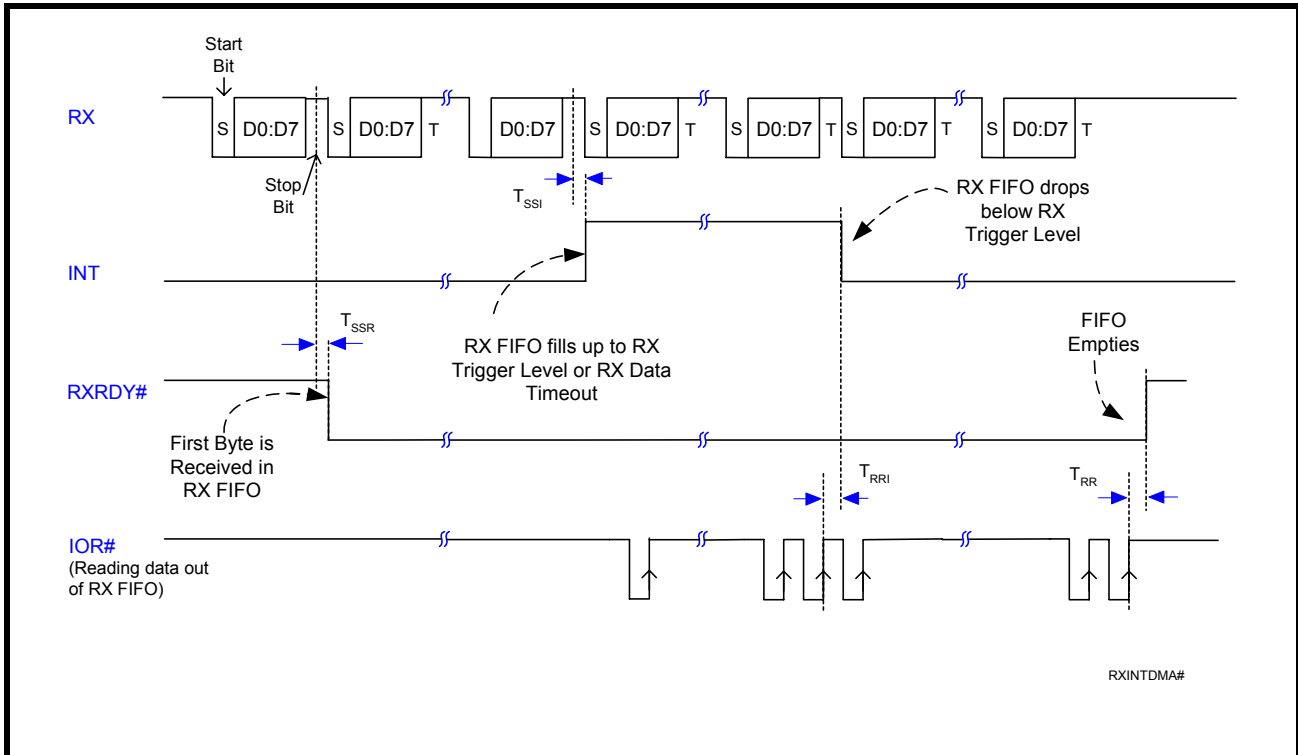 Start
Bit
RX
S D0:D7 S D0:D7 T D0:D7 S D0:D7 T S D0:D7 T S D0:D7 T S D0:D7 T
Stop
Bit
TSSI
RX FIFO drops
below RX
Trigger Level
INT
TSSR
RX FIFO fills up to RX
Trigger Level or RX Data
Timeout
FIFO
Empties
RXRDY#
First Byte is
Received in
RX FIFO
TRRI
TRR
IOR#
(Reading data out
of RX FIFO)
RXINTDMA#